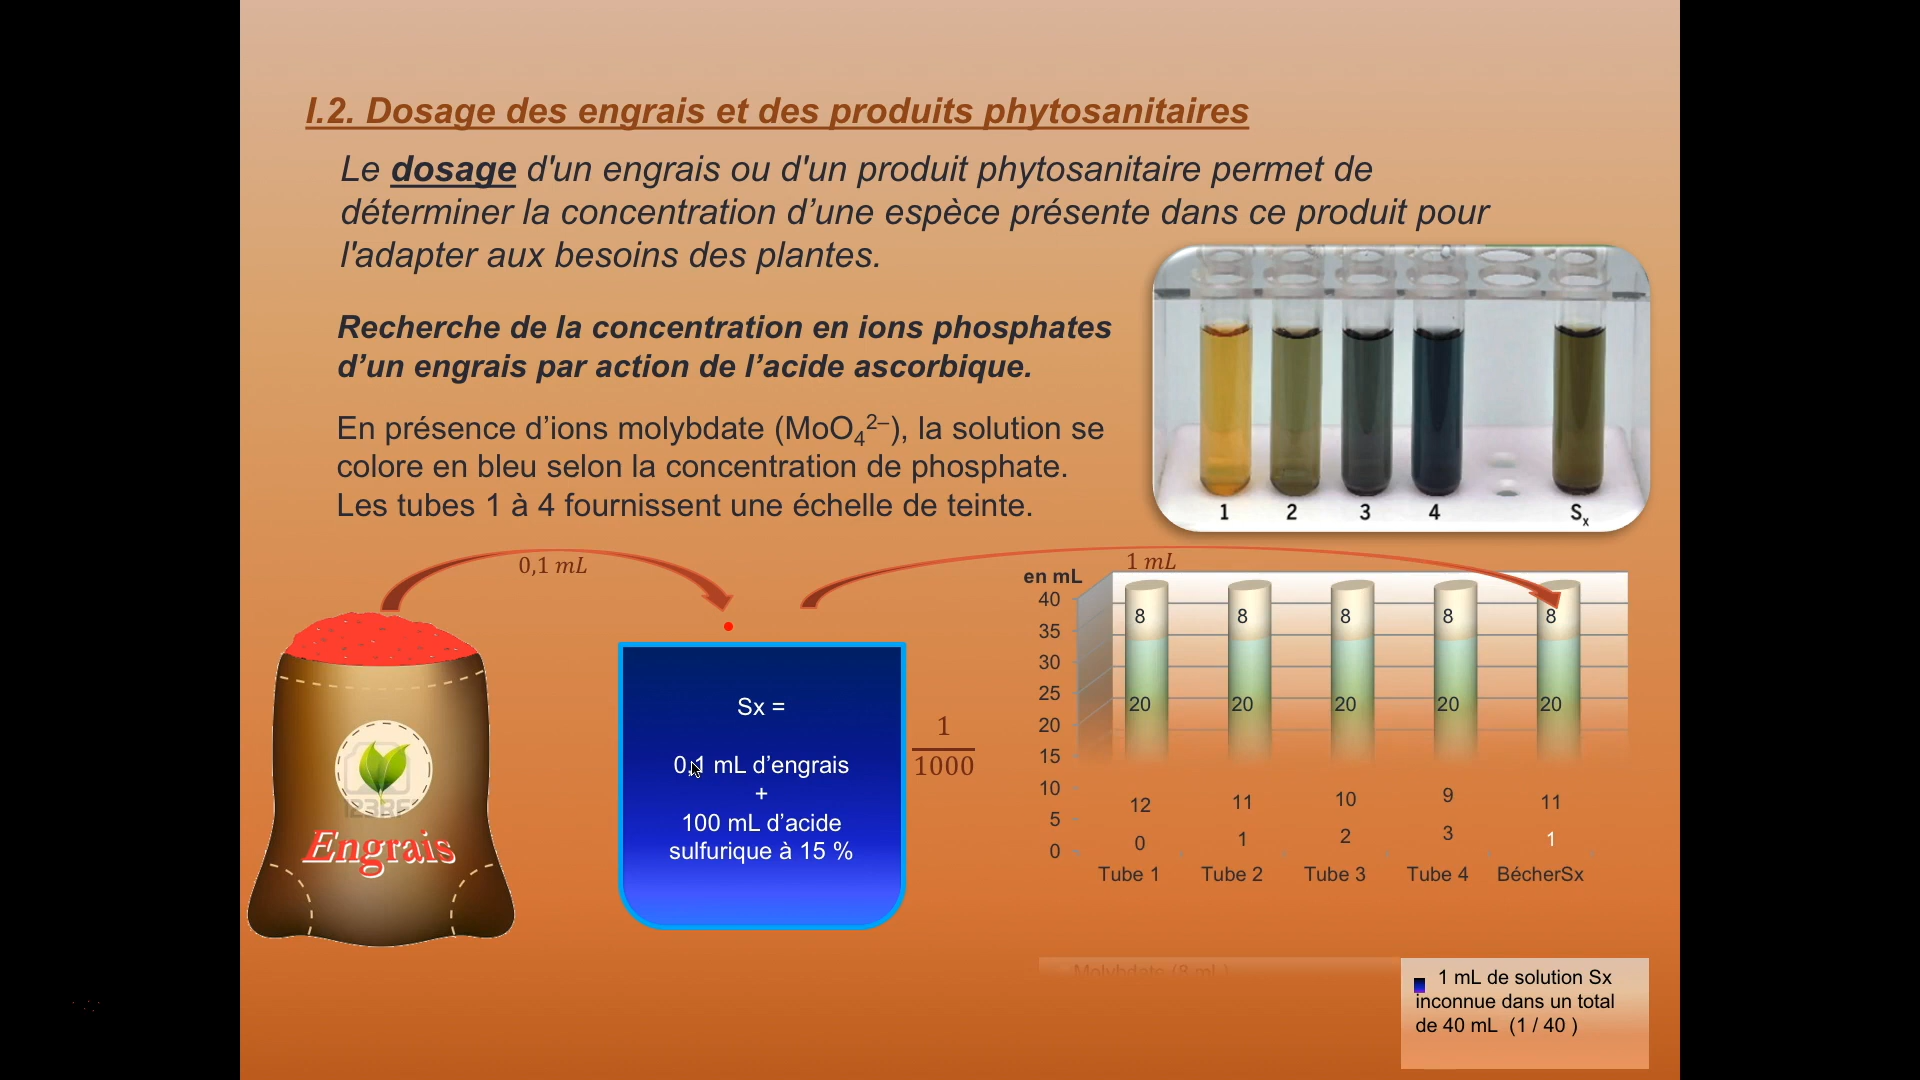 I.2. Dosage des engrais et des produits phytosanitaires
Le dosage d'un engrais ou d'un produit phytosanitaire permet de
déterminer la concentration d’une espèce présente dans ce produit pour
l'adapter aux besoins des plantes.
Recherche de la concentration en ions phosphates
d’un engrais par action de l’acide ascorbique.
En présence d’ions molybdate (MoO₄²⁻), la solution se
colore en bleu selon la concentration de phosphate.
Les tubes 1 à 4 fournissent une échelle de teinte.
1 2 3 4 Sx
0,1 mL
1 mL
Engrais
Sx =
0,1 mL d’engrais
+
100 mL d’acide
sulfurique à 15 %
1
1000
en mL
40
35
30
25
20
15
10
5
0
8 8 8 8 8
20 20 20 20 20
12 11 10 9 11
0 1 2 3 1
Tube 1 Tube 2 Tube 3 Tube 4 BécherSx
Molybdate (8 mL)
1 mL de solution Sx
inconnue dans un total
de 40 mL (1 / 40 )